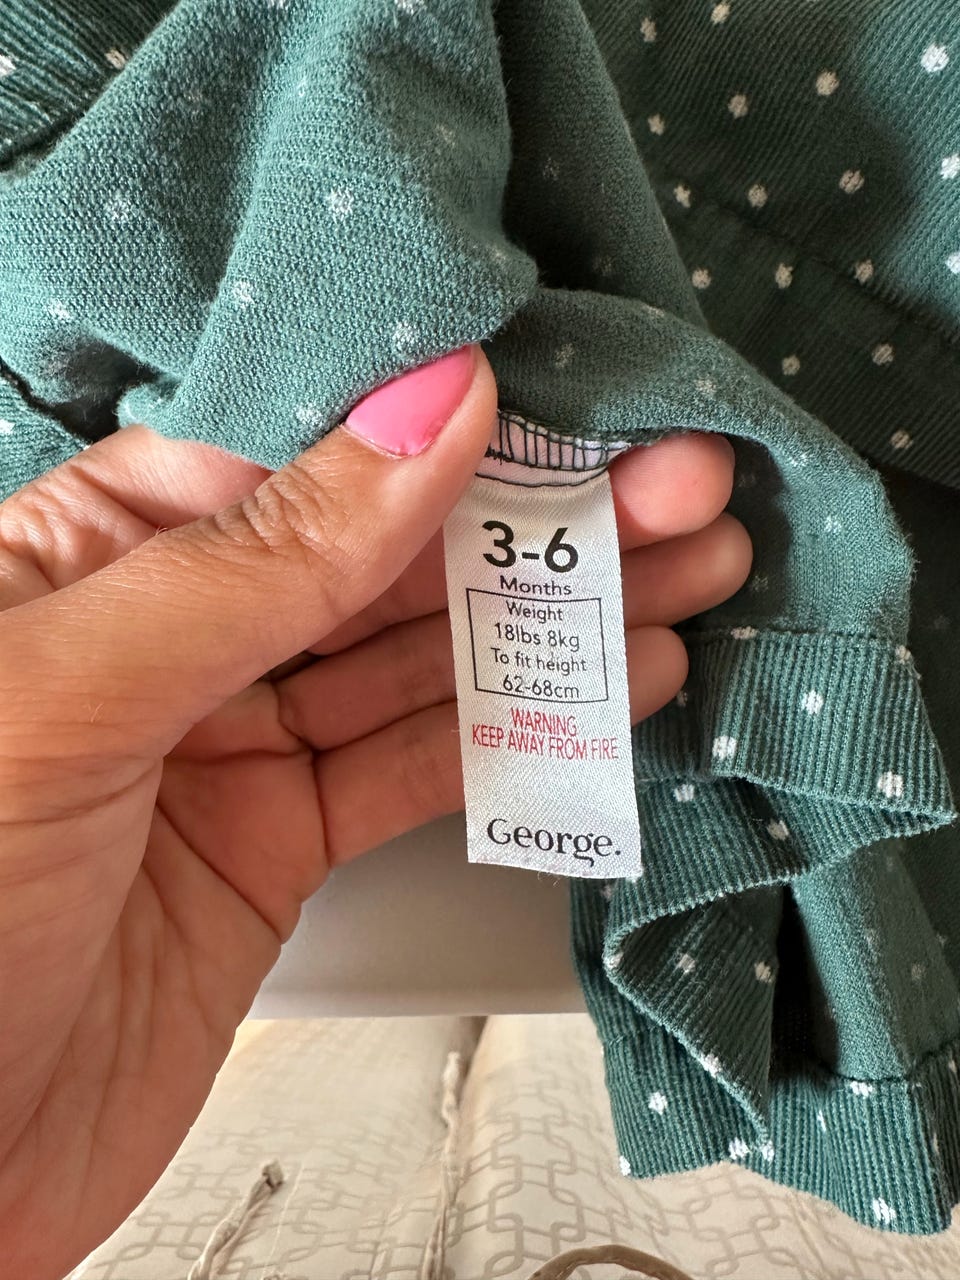 3-6
Months
Weight
18lbs 8kg
To fit height
62-68cm
WARNING
KEEP AWAY FROM FIRE
George.